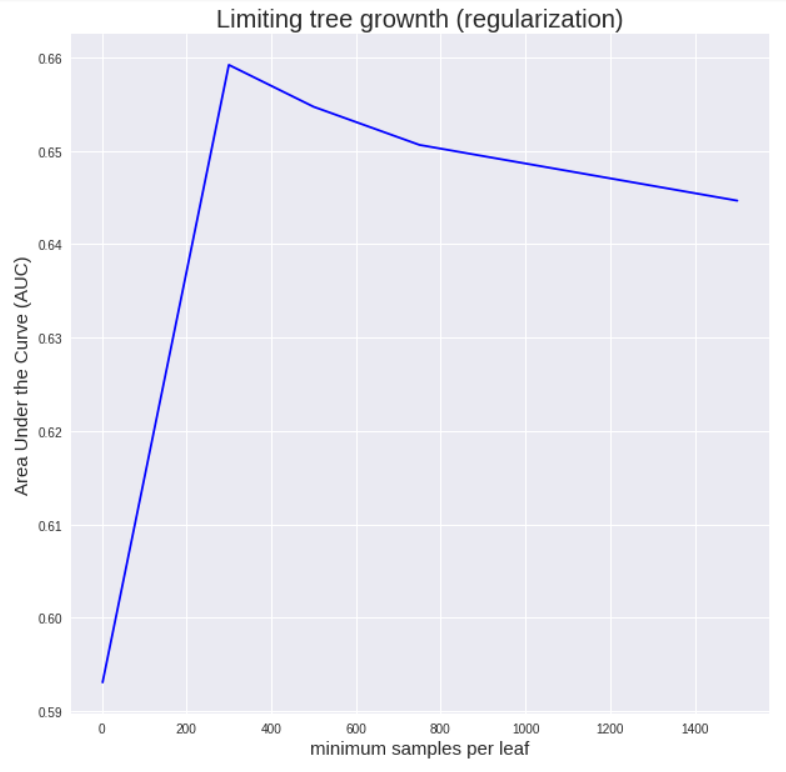 Limiting tree grownth (regularization)
0.66
0.65
0.64
0.63
0.62
0.61
0.60
0.59
Area Under the Curve (AUC)
0 200 400 600 800 1000 1200 1400
minimum samples per leaf